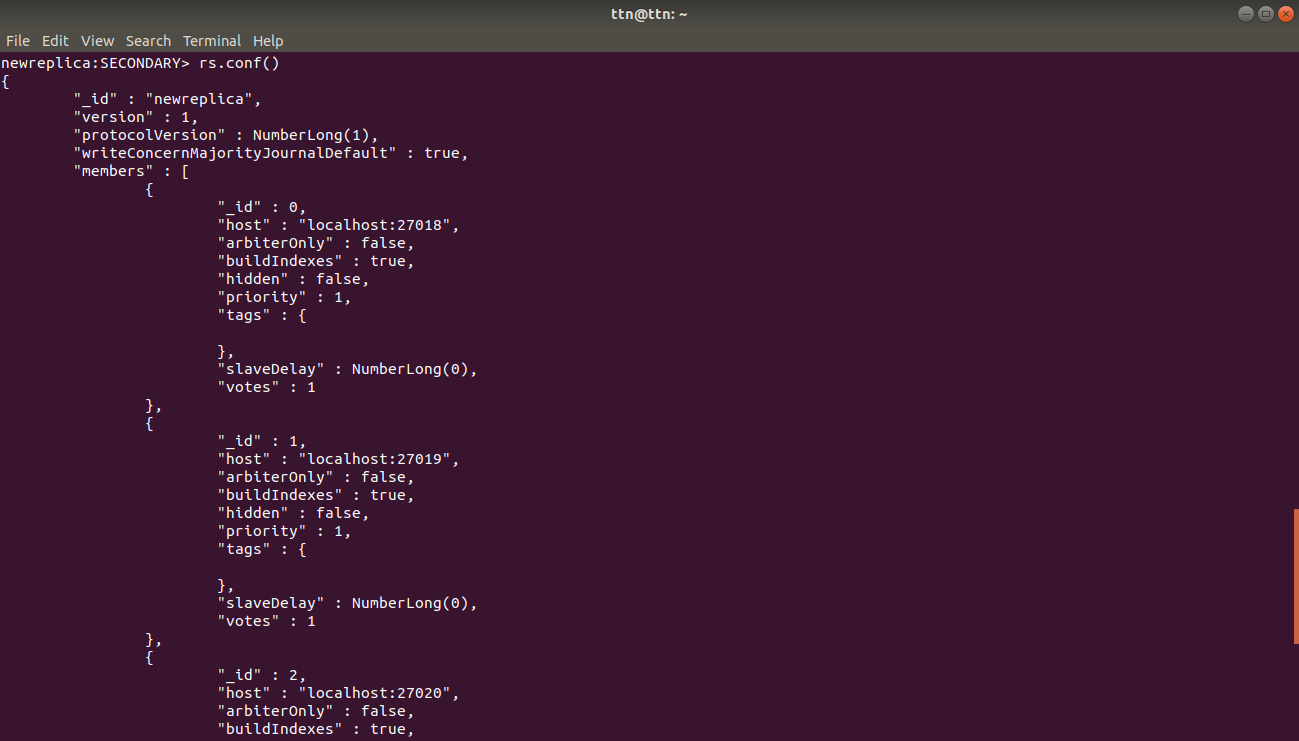 ttn@ttn: ~
File Edit View Search Terminal Help
newreplica:SECONDARY> rs.conf()
{
"_id" : "newreplica",
"version" : 1,
"protocolVersion" : NumberLong(1),
"writeConcernMajorityJournalDefault" : true,
"members" : [
{
"_id" : 0,
"host" : "localhost:27018",
"arbiterOnly" : false,
"buildIndexes" : true,
"hidden" : false,
"priority" : 1,
"tags" : {
},
"slaveDelay" : NumberLong(0),
"votes" : 1
},
{
"_id" : 1,
"host" : "localhost:27019",
"arbiterOnly" : false,
"buildIndexes" : true,
"hidden" : false,
"priority" : 1,
"tags" : {
},
"slaveDelay" : NumberLong(0),
"votes" : 1
},
{
"_id" : 2,
"host" : "localhost:27020",
"arbiterOnly" : false,
"buildIndexes" : true,